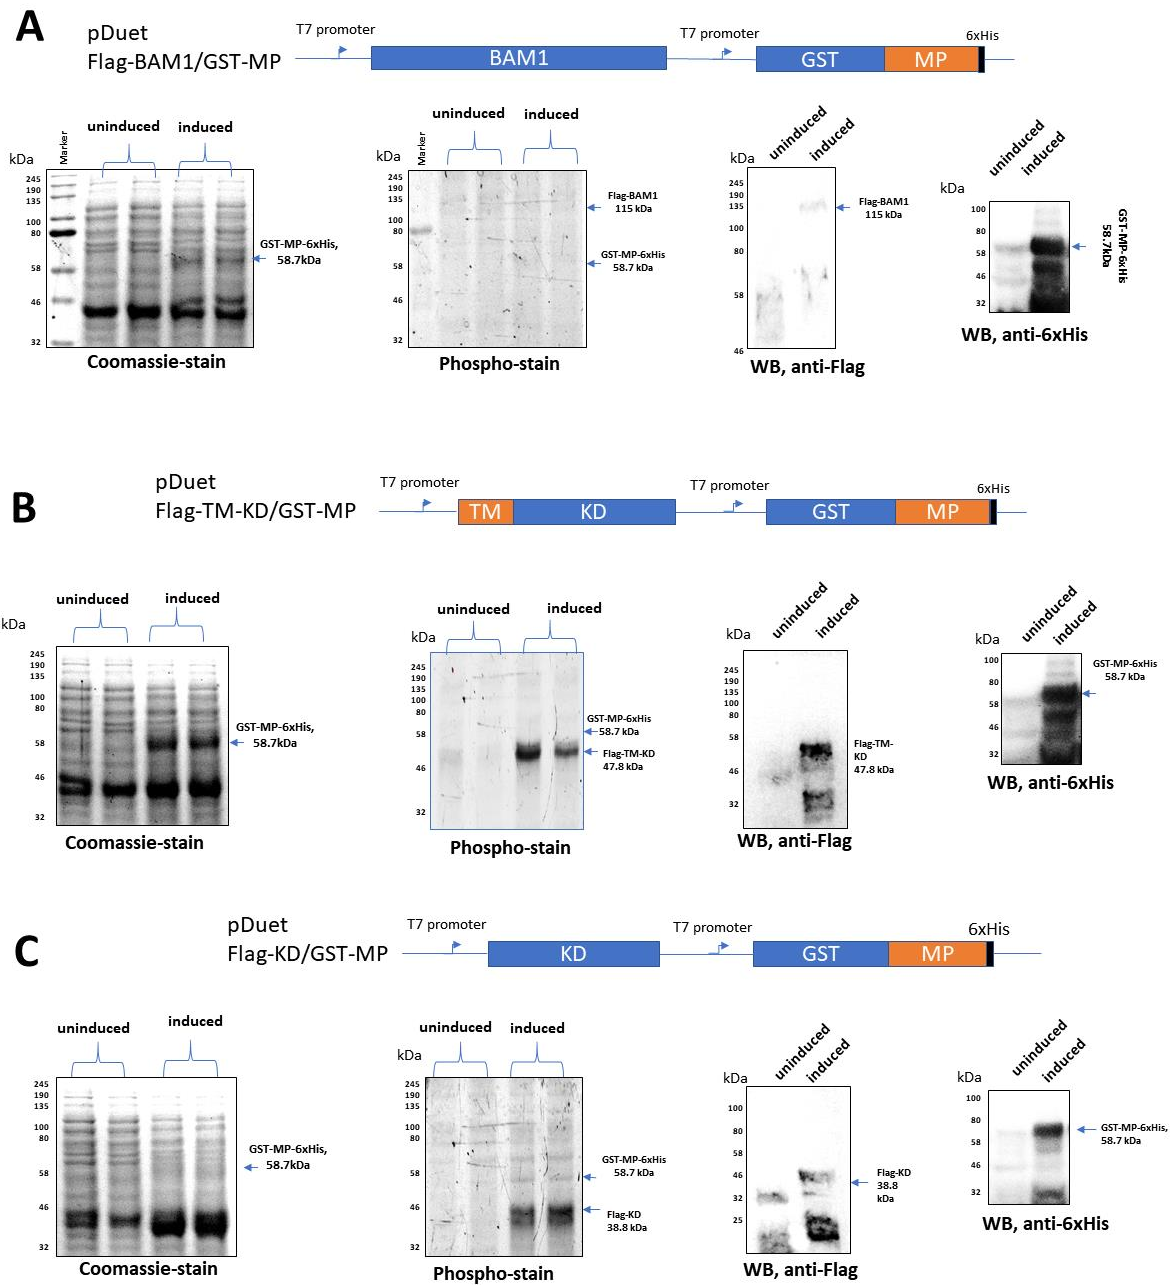 A
pDuet
Flag-BAM1/GST-MP
T7 promoter
BAM1
T7 promoter
GST
MP
6xHis
kDa
Marker
uninduced
induced
245
190
135
100
80
58
46
32
GST-MP-6xHis,
58.7kDa
Coomassie-stain
kDa
Marker
uninduced
induced
245
190
135
100
80
58
46
32
Flag-BAM1
115 kDa
GST-MP-6xHis
58.7 kDa
Phospho-stain
kDa
uninduced
induced
245
190
135
100
80
58
46
Flag-BAM1
115 kDa
WB, anti-Flag
kDa
uninduced
induced
100
80
58
46
32
GST-MP-6xHis
58.7kDa
WB, anti-6xHis
B
pDuet
Flag-TM-KD/GST-MP
T7 promoter
TM
KD
T7 promoter
GST
MP
6xHis
kDa
uninduced
induced
245
190
135
100
80
58
46
32
GST-MP-6xHis,
58.7kDa
Coomassie-stain
kDa
uninduced
induced
245
190
135
100
80
58
46
32
GST-MP-6xHis
58.7 kDa
Flag-TM-KD
47.8 kDa
Phospho-stain
kDa
uninduced
induced
245
190
135
100
80
58
46
32
Flag-TM-
KD
47.8 kDa
WB, anti-Flag
kDa
uninduced
induced
100
80
58
46
32
GST-MP-6xHis
58.7 kDa
WB, anti-6xHis
C
pDuet
Flag-KD/GST-MP
T7 promoter
KD
T7 promoter
GST
MP
6xHis
uninduced
induced
245
190
135
100
80
58
46
32
GST-MP-6xHis,
58.7kDa
Coomassie-stain
kDa
uninduced
induced
245
190
135
100
80
58
46
32
GST-MP-6xHis
58.7 kDa
Flag-KD
38.8 kDa
Phospho-stain
kDa
uninduced
induced
100
80
58
46
32
25
Flag-KD
38.8
kDa
WB, anti-Flag
kDa
uninduced
induced
100
80
58
46
32
GST-MP-6xHis,
58.7 kDa
WB, anti-6xHis